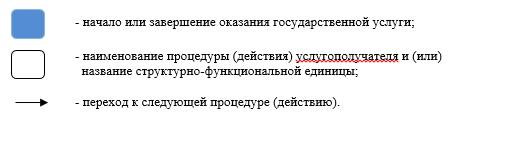 - начало или завершение оказания государственной услуги;
- наименование процедуры (действия) услугополучателя и (или)
название структурно-функциональной единицы;
- переход к следующей процедуре (действию).